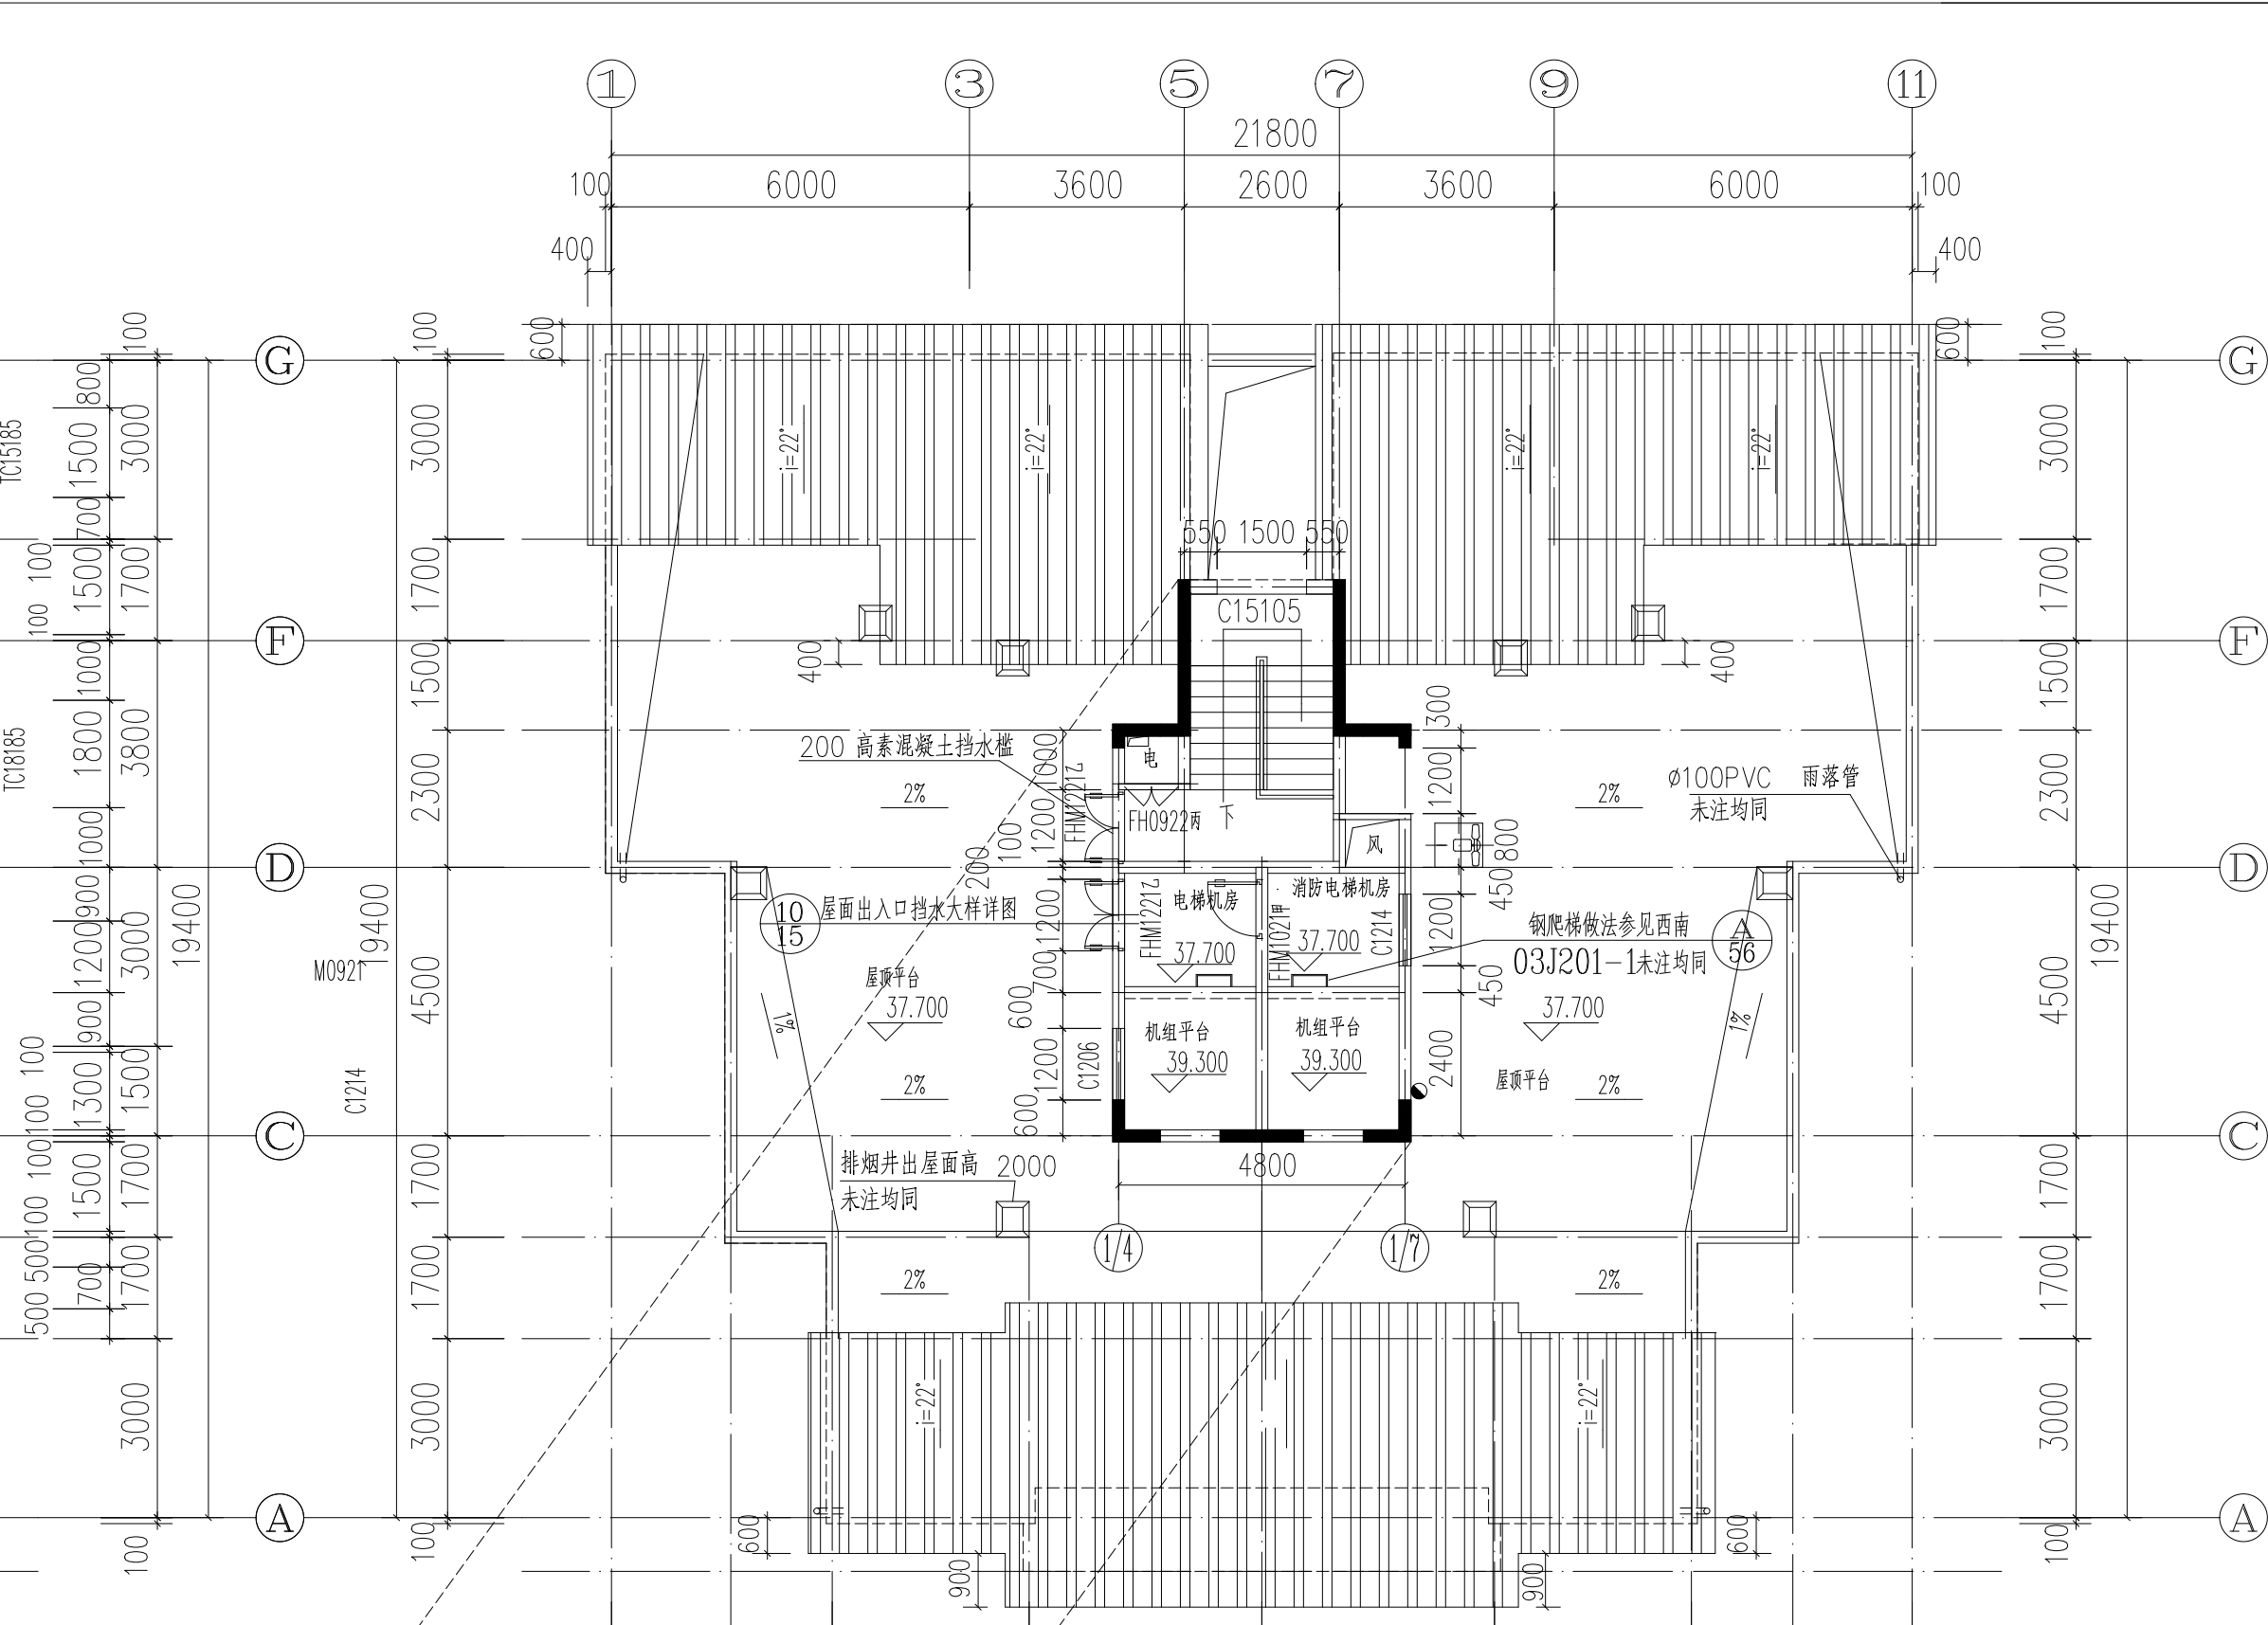 1 3 5 7 9 11
21800
100 6000 3600 2600 3600 6000 100
400 400
600 600
100 100 100
G G
800
3000 3000 3000
1500
TC15185
i=22° i=22° i=22° i=22°
700
550 1500 550
100 100
1500 1700 1700 1700
C15105
F F
400 400
1000 1500 1500
300
TC18185
1800 3800 2300 2300
200 高素混凝土挡水槛
1000
电
1200
FHM1221乙
2% 2%
ø100PVC 雨落管
未注均同
FH0922丙 下
风
1000
1200
100
200
800
450
D D
900
19400 19400 19400
10
15
屋面出入口挡水大样详图
电梯机房 消防电梯机房
FHM1221乙
FHM1021甲
C1214
1200
1200
37.700 37.700
钢爬梯做法参见西南
03J201-1未注均同
A
56
M0921
1200 3000 4500 4500
屋顶平台
37.700
700
600
450
37.700
900
1% 1%
机组平台 机组平台
39.300 39.300
C1206
1200
2400
屋顶平台
100 100
1300 1500
C1214
2% 2%
600
C C
100 100
排烟井出屋面高 2000
未注均同
4800
1500 1700 1700 1700
100
1/4 1/7
500 500
700 1700 1700 1700
2% 2%
3000 3000 3000
i=22° i=22°
A A
600 600
100 100 100
900 900